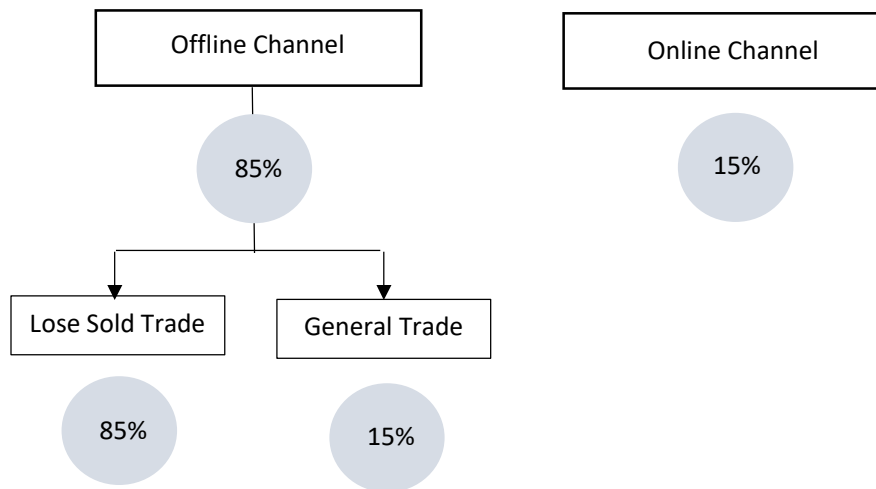 Offline Channel
Online Channel
85%
15%
Lose Sold Trade
General Trade
85%
15%